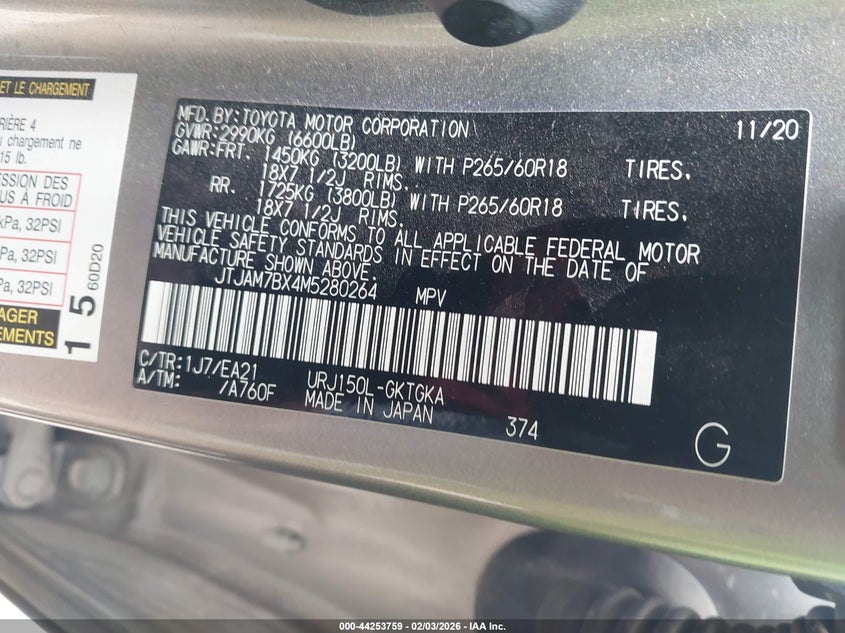 ET LE CHARGEMENT
RIÈRE 4
u chargement ne
15 lb.
ESSION DES
US À FROID
kPa, 32PSI
Pa, 32PSI
Pa, 32PSI
AGER
EMENTS
1 5 60D20
MFD. BY:TOYOTA MOTOR CORPORATION 11/20
GVWR:2990KG (6600LB)
GAWR:FRT. 1450KG (3200LB) WITH P265/60R18 TIRES.
18X7 1/2J RIMS.
RR. 1725KG (3800LB) WITH P265/60R18 TIRES.
18X7 1/2J RIMS.
THIS VEHICLE CONFORMS TO ALL APPLICABLE FEDERAL MOTOR
VEHICLE SAFETY STANDARDS IN EFFECT ON THE DATE OF
MANUFACTURE SHOWN ABOVE.
JTJAM7BX4M5280264 MPV
C/TR:1J7/EA21 URJ150L-GKTGKA
A/TM: /A760F MADE IN JAPAN 374
G
000-44253759 - 02/03/2026 - IAA Inc.